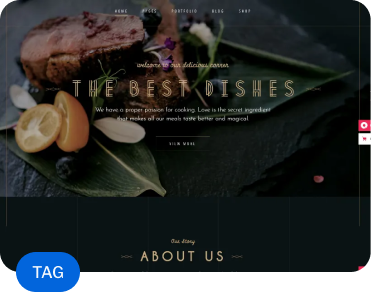 HOME PAGES PORTFOLIO BLOG SHOP
welcome to our delicious corner
THE BEST DISHES
We have a proper passion for cooking. Love is the secret ingredient
that makes all our meals taste better and magical.
VIEW MORE
Our Story
ABOUT US
TAG